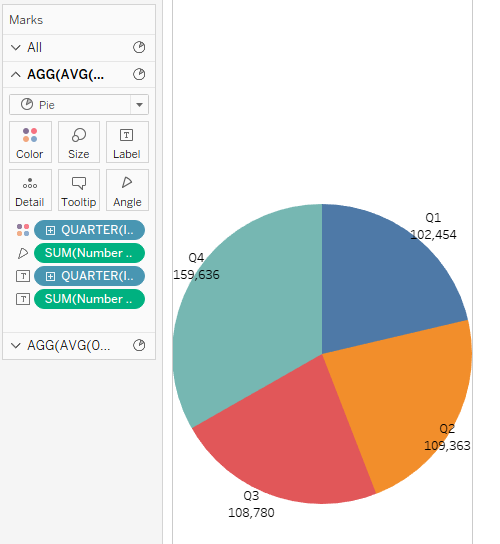 Marks
All
AGG(AVG(...
Pie
Color Size Label
Detail Tooltip Angle
QUARTER(I..
SUM(Number ..
QUARTER(I..
SUM(Number ..
AGG(AVG(0...
Q1
102,454
Q4
159,636
Q2
109,363
Q3
108,780